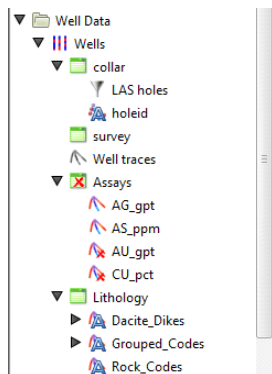 Well Data
Wells
collar
LAS holes
holeid
survey
Well traces
Assays
AG_gpt
AS_ppm
AU_gpt
CU_pct
Lithology
Dacite_Dikes
Grouped_Codes
Rock_Codes